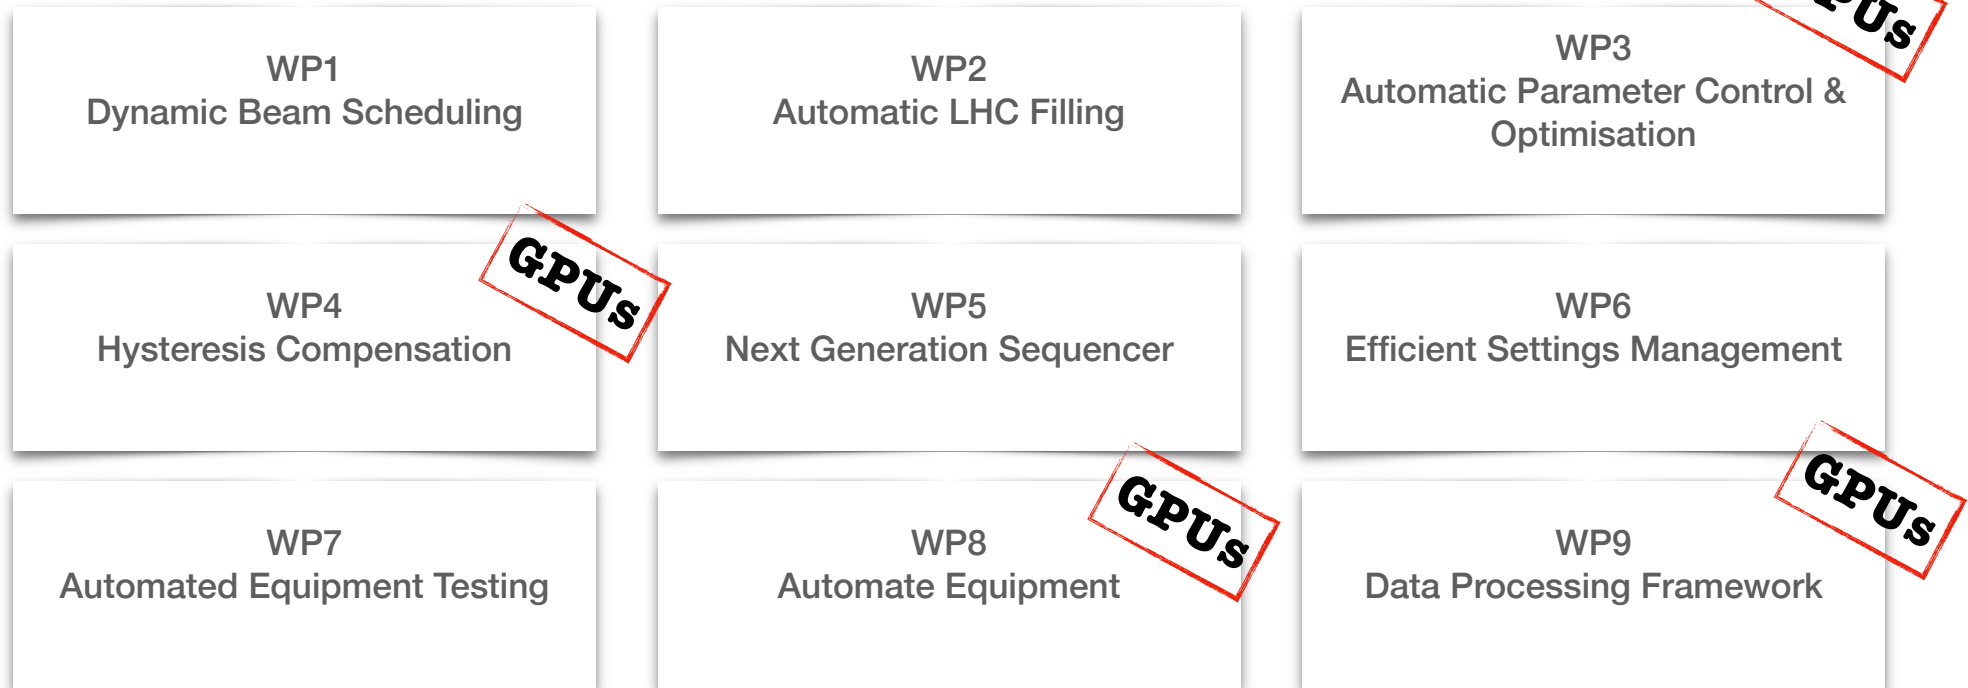 WP1
Dynamic Beam Scheduling
WP2
Automatic LHC Filling
WP3
Automatic Parameter Control &
Optimisation
WP4
Hysteresis Compensation
GPUs
WP5
Next Generation Sequencer
WP6
Efficient Settings Management
WP7
Automated Equipment Testing
WP8
Automate Equipment
GPUs
WP9
Data Processing Framework
GPUs